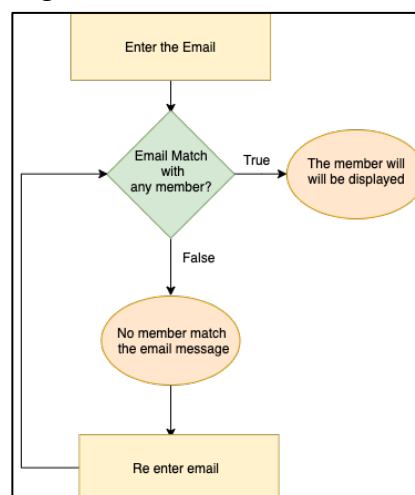 Enter the Email
Email Match
with
any member?
True
The member will
will be displayed
False
No member match
the email message
Re enter email